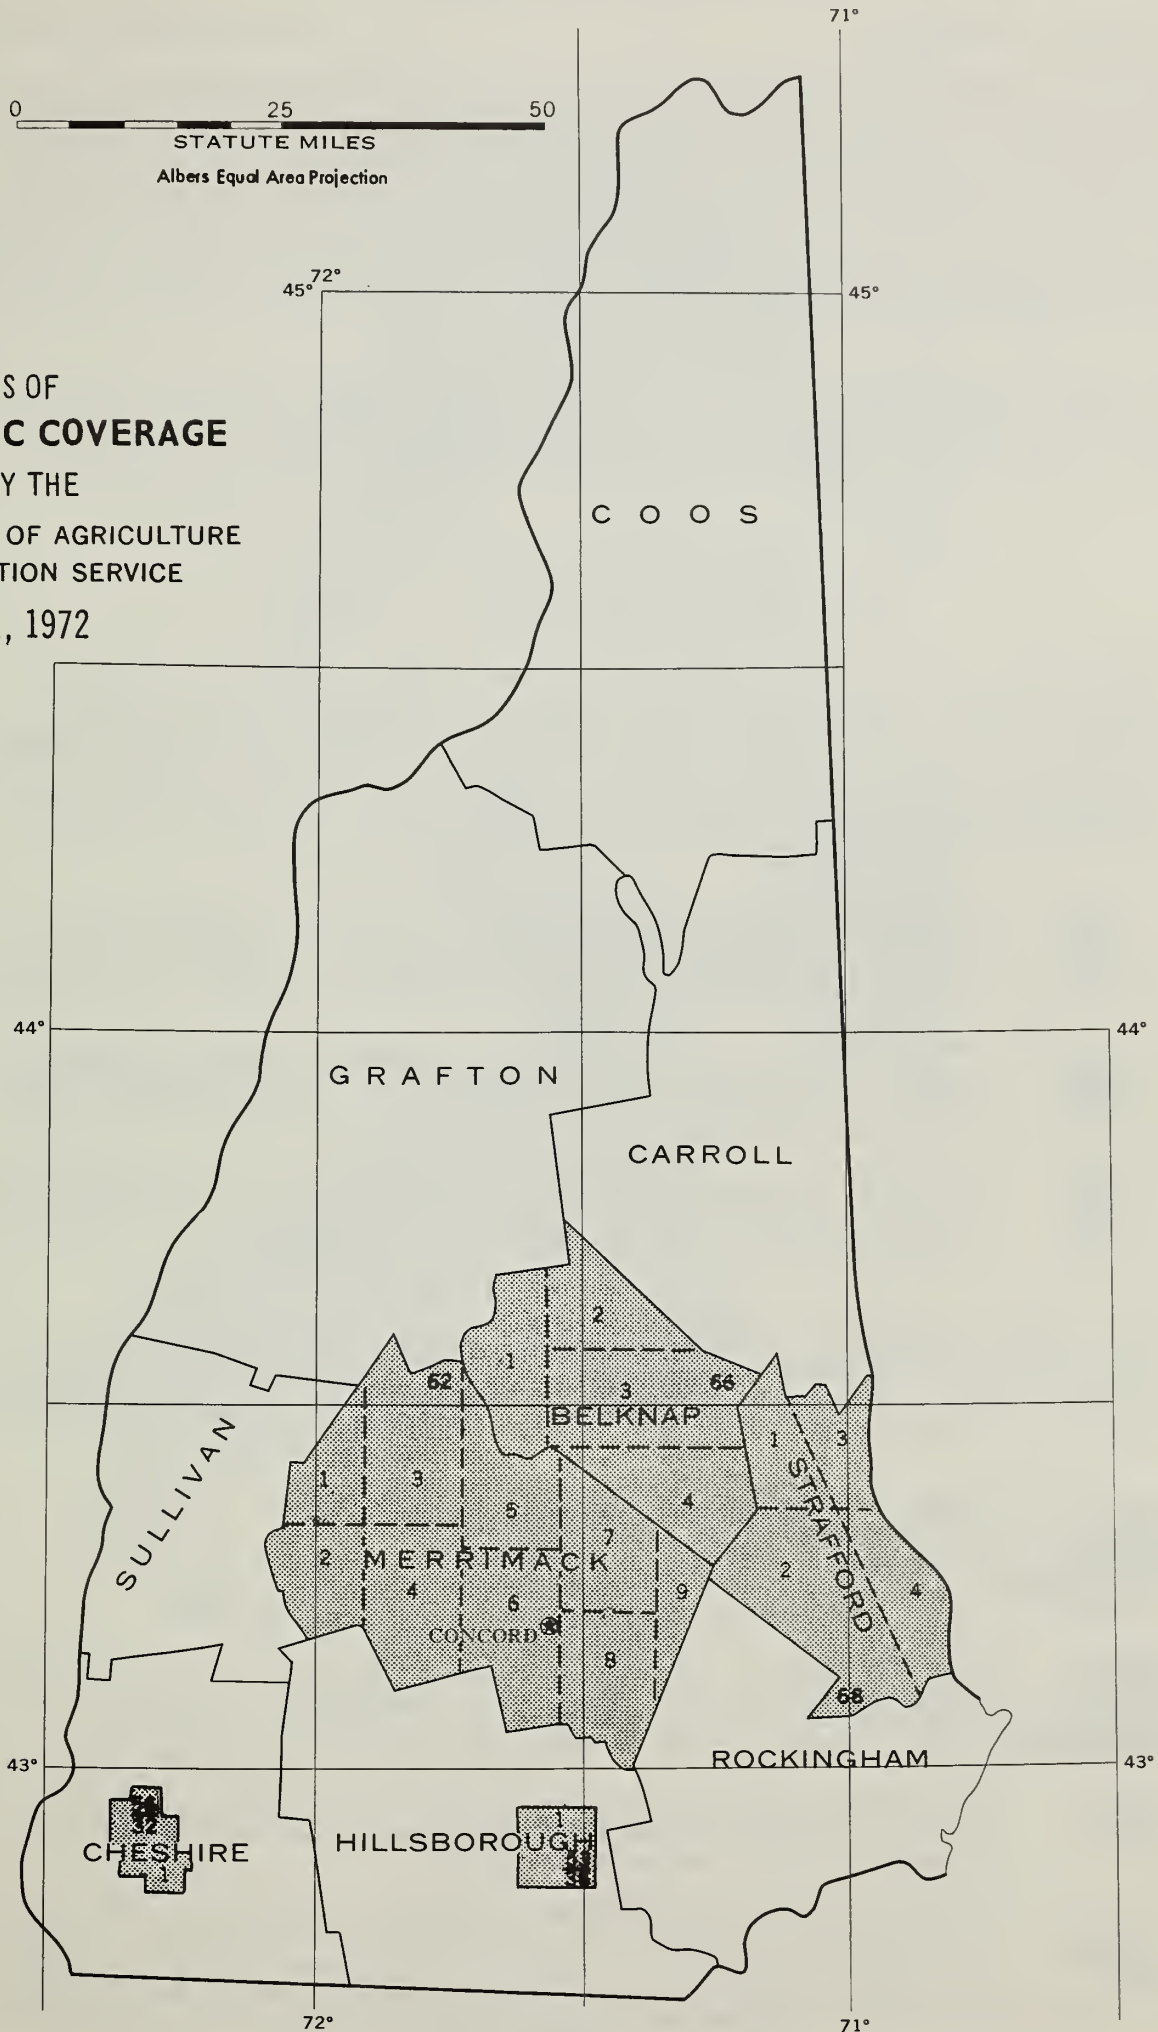 71°
0 25 50
STATUTE MILES
Albers Equal Area Projection
72°
45° 45°
S OF
C COVERAGE
Y THE
OF AGRICULTURE
TION SERVICE
, 1972
COOS
44° 44°
GRAFTON
CARROLL
2
1
62 66
3
BELKNAP
1 3
SULLIVAN
1 3
STRAFFORD
4
5
7
2 MERRIMACK 2
4 9 4
6
CONCORD
8
68
ROCKINGHAM
43° 43°
1
32
HILLSBOROUGH
CHESHIRE
1
72° 71°